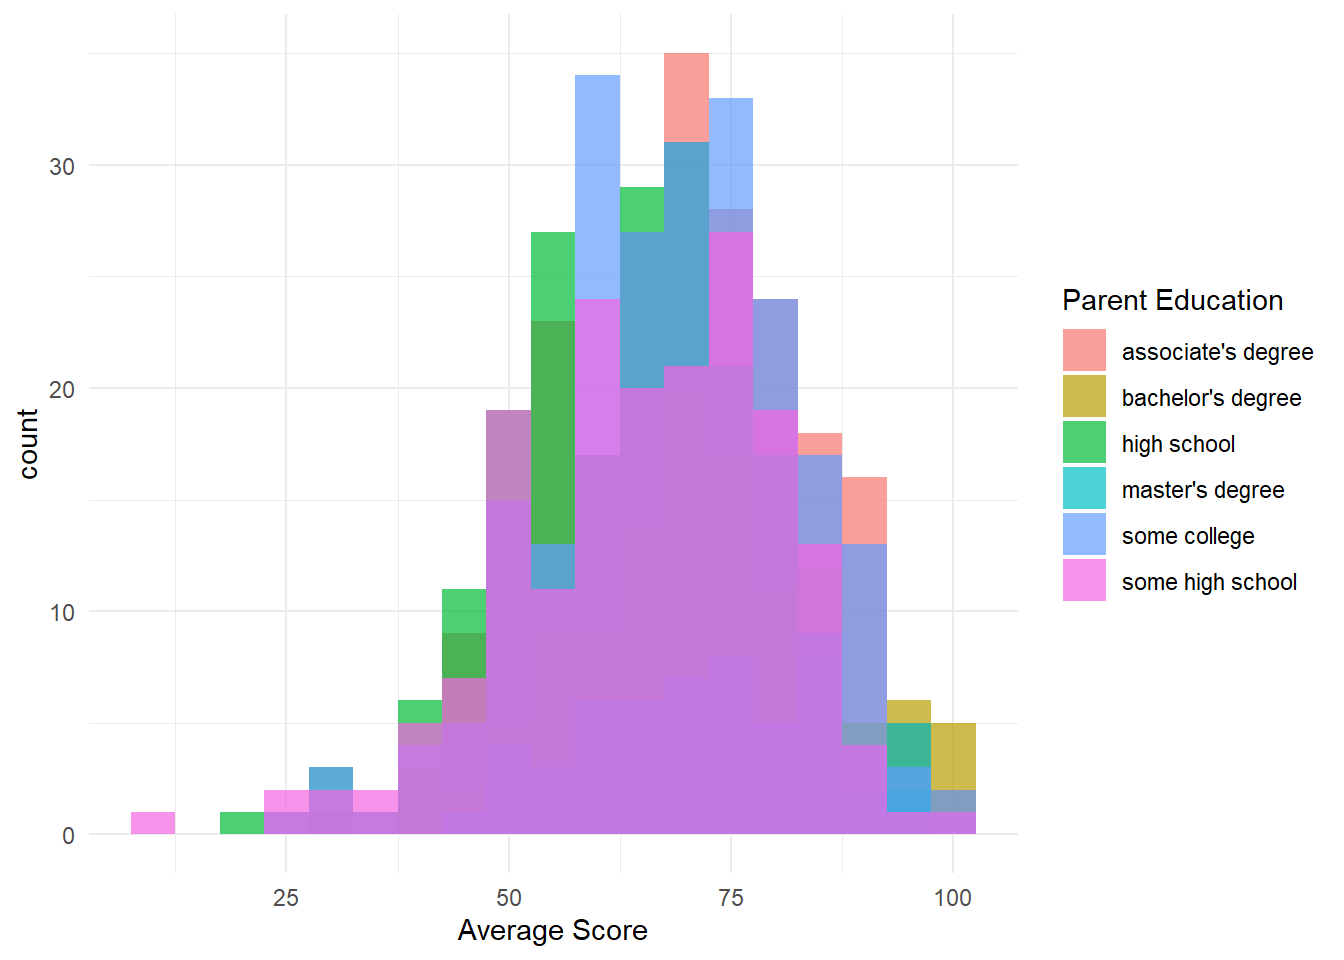 count
30
20
10
0
25
50
75
100
Average Score
Parent Education
associate's degree
bachelor's degree
high school
master's degree
some college
some high school